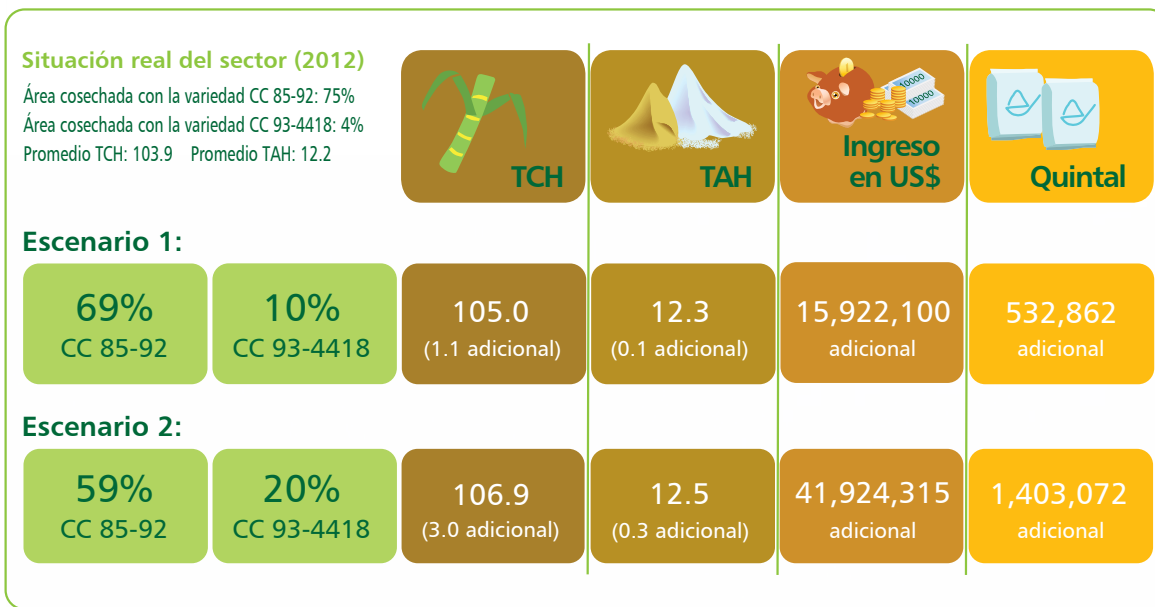 Situación real del sector (2012)
Área cosechada con la variedad CC 85-92: 75%
Área cosechada con la variedad CC 93-4418: 4%
Promedio TCH: 103.9 Promedio TAH: 12.2
TCH
TAH
10000
10000
Ingreso
en US$
Quintal
Escenario 1:
69%
CC 85-92
10%
CC 93-4418
105.0
(1.1 adicional)
12.3
(0.1 adicional)
15,922,100
adicional
532,862
adicional
Escenario 2:
59%
CC 85-92
20%
CC 93-4418
106.9
(3.0 adicional)
12.5
(0.3 adicional)
41,924,315
adicional
1,403,072
adicional